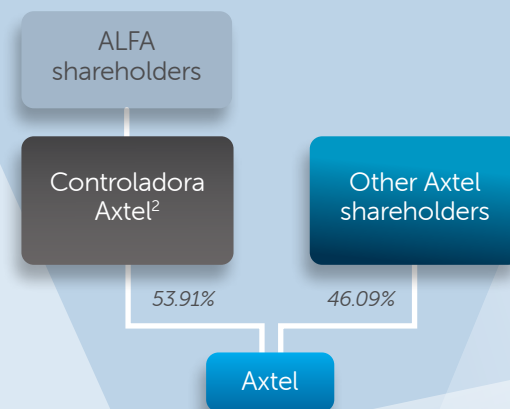 ALFA
shareholders
Controladora
Axtel²
Other Axtel
shareholders
53.91%
46.09%
Axtel